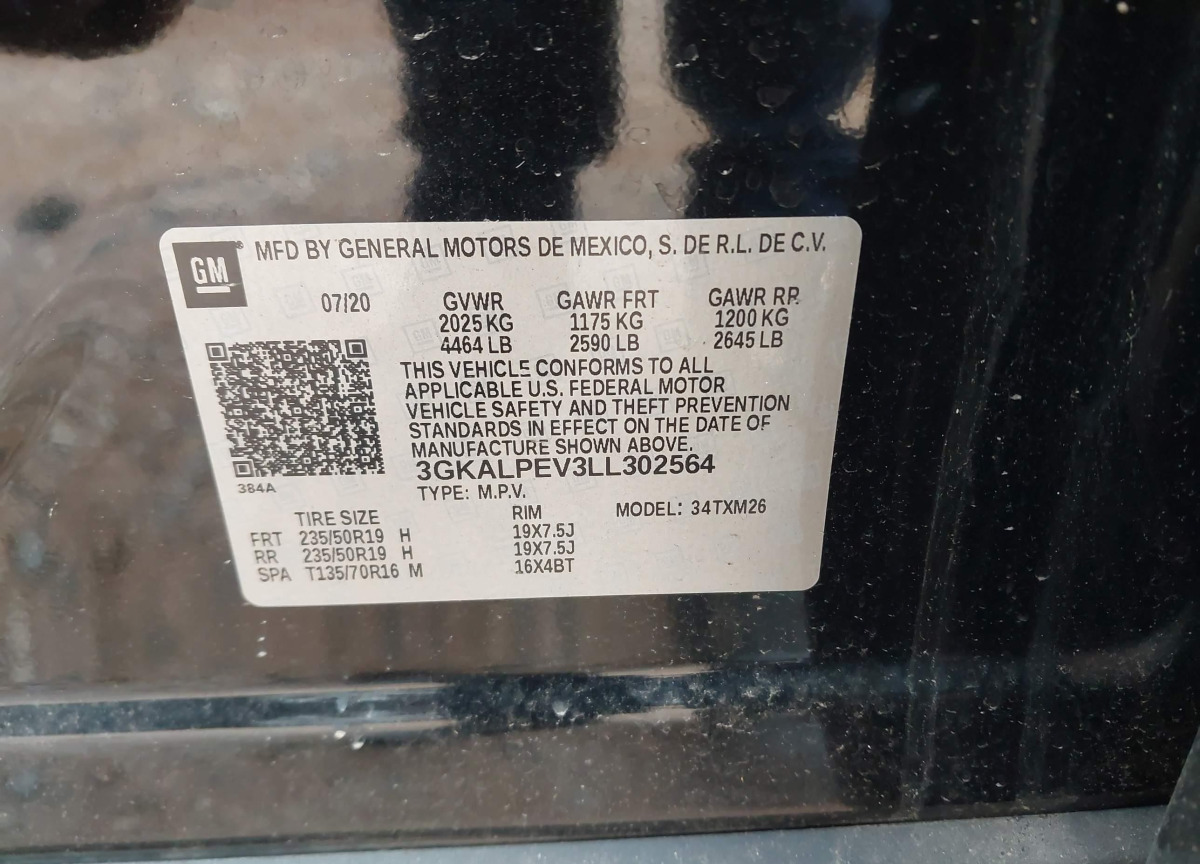 GM
MFD BY GENERAL MOTORS DE MEXICO, S. DE R.L. DE C.V.
07/20 GVWR GAWR FRT GAWR RR
2025 KG 1175 KG 1200 KG
4464 LB 2590 LB 2645 LB
THIS VEHICLE CONFORMS TO ALL
APPLICABLE U.S. FEDERAL MOTOR
VEHICLE SAFETY AND THEFT PREVENTION
STANDARDS IN EFFECT ON THE DATE OF
MANUFACTURE SHOWN ABOVE.
3GKALPEV3LL302564
384A
TYPE: M.P.V.
TIRE SIZE RIM MODEL: 34TXM26
FRT 235/50R19 H 19X7.5J
RR 235/50R19 H 19X7.5J
SPA T135/70R16 M 16X4BT